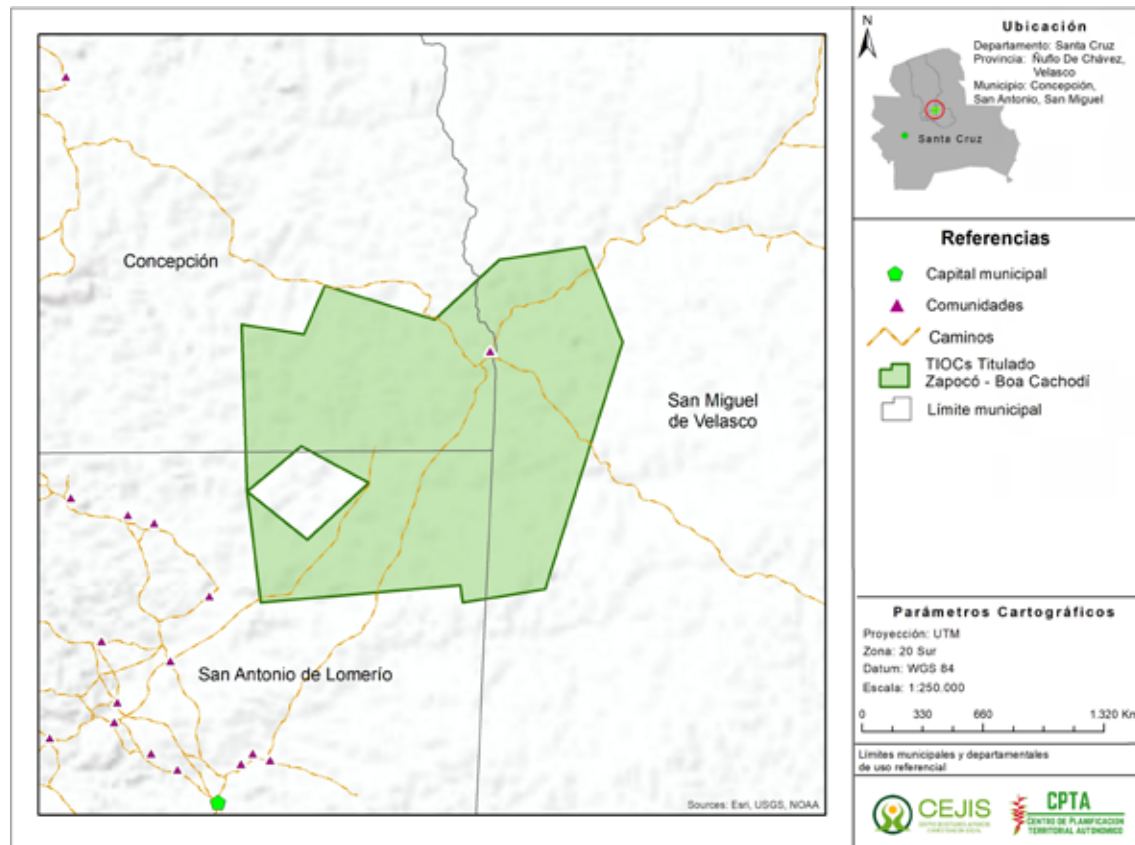 Concepción
San Miguel
de Velasco
San Antonio de Lomerío
Sources: Esri, USGS, NOAA
N
Ubicación
Departamento: Santa Cruz
Provincia: Ñuflo De Chávez,
Velasco
Municipio: Concepción,
San Antonio, San Miguel
Santa Cruz
Referencias
Capital municipal
Comunidades
Caminos
TIOCs Titulado
Zapocó - Boa Cachodí
Límite municipal
Parámetros Cartográficos
Proyección: UTM
Zona: 20 Sur
Datum: WGS 84
Escala: 1:250.000
0 330 660 1.320 Km
Límites municipales y departamentales
de uso referencial
CEJIS
CPTA
CENTRO DE PLANIFICACIÓN
TERRITORIAL AUTONÓMICO